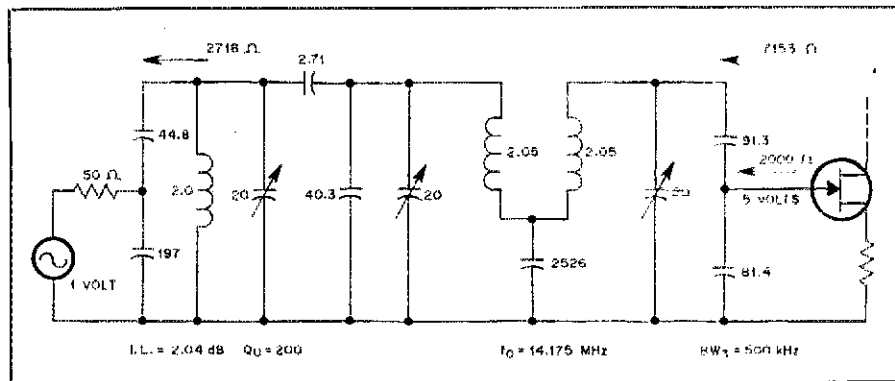 2718 Ω
7153 Ω
2.71
44.8
91.3
2000 Ω
50 Ω
2.0
20
40.3
20
2.05
2.05
5 VOLTS
197
2526
81.4
1 VOLT
I.L. = 2.04 dB QU = 200 fO = 14.175 MHz BW3 = 500 kHz